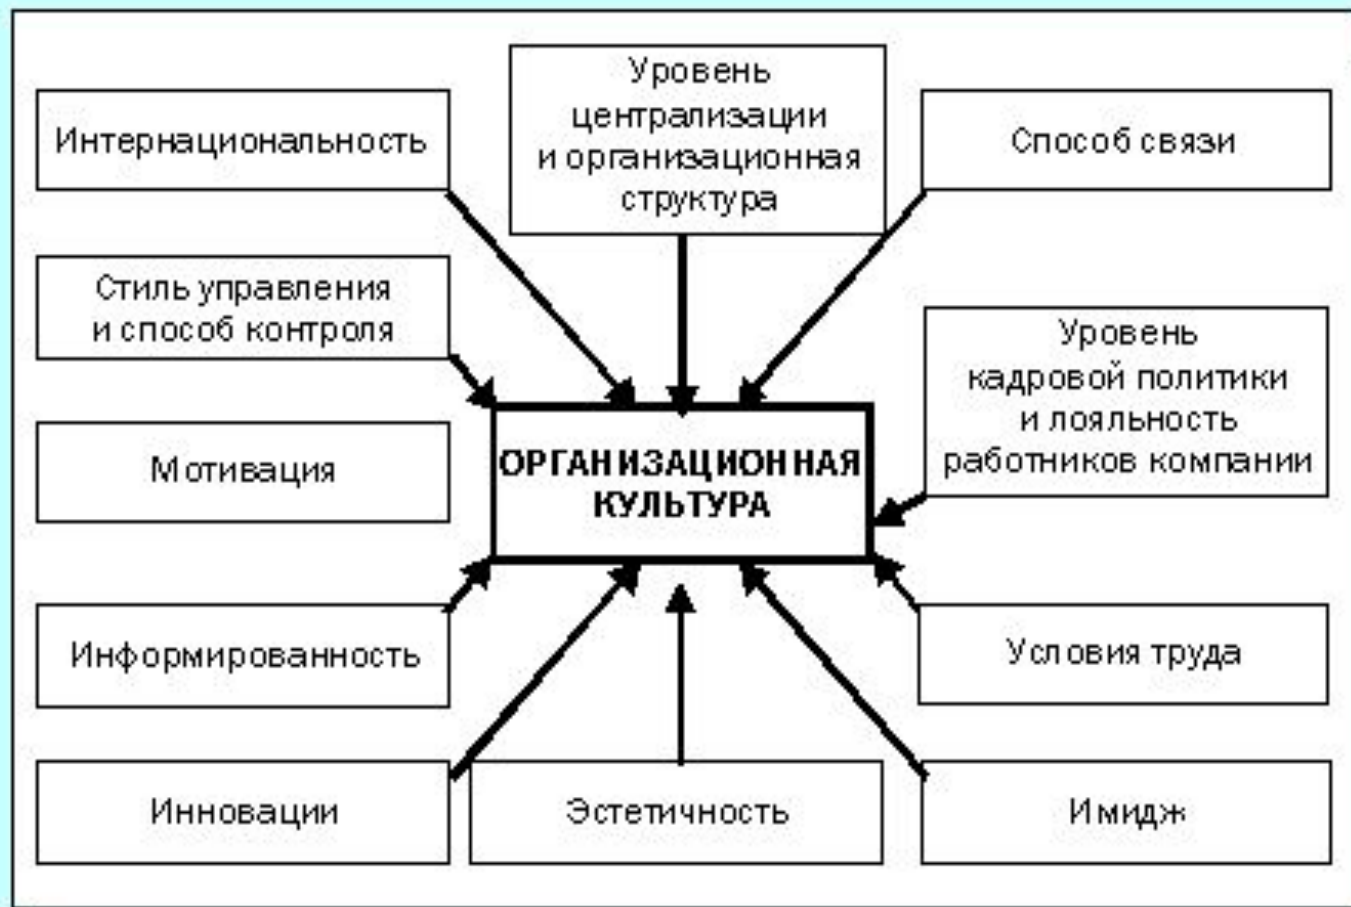 Интернациональность
Уровень
централизации
и организационная
структура
Способ связи
Стиль управления
и способ контроля
Уровень
кадровой политики
и лояльность
работников компании
Мотивация
ОРГАНИЗАЦИОННАЯ
КУЛЬТУРА
Информированность
Условия труда
Инновации
Эстетичность
Имидж